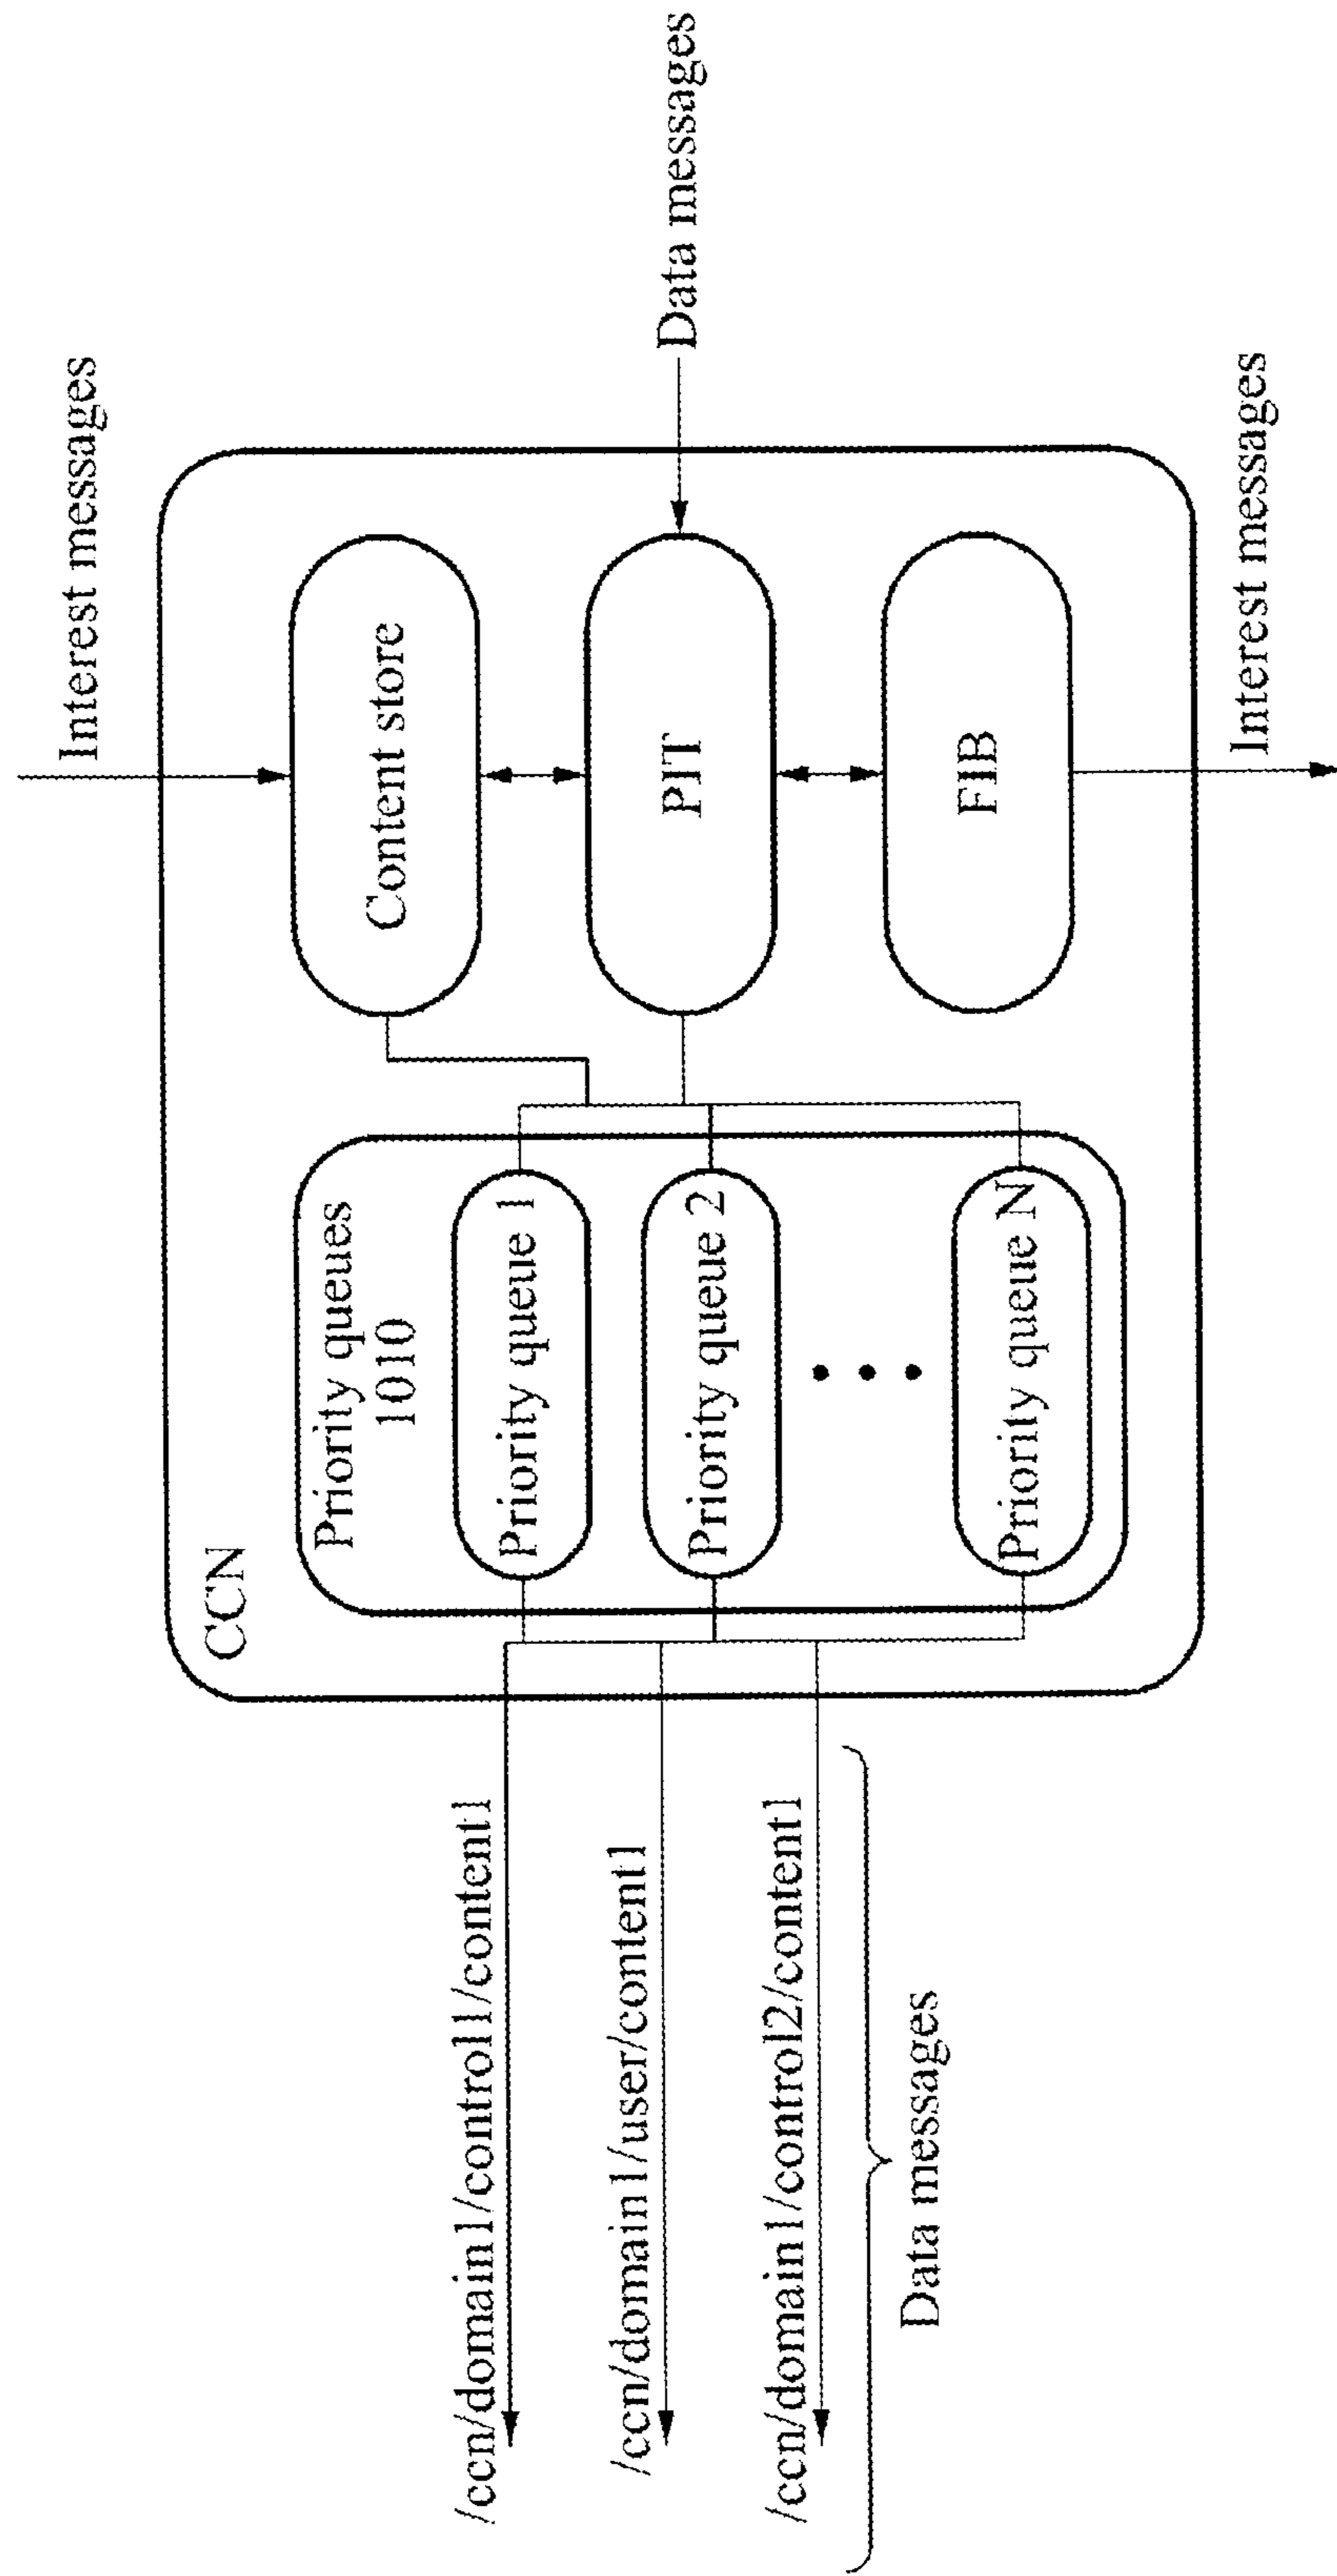 Interest messages
CCN
Priority queues
1010
Content store
/ccn/domain1/control1/content1
Priority queue 1
/ccn/domain1/user/content1
Priority queue 2
PIT
Data messages
/ccn/domain1/control2/content1
Data messages
Priority queue N
FIB
Interest messages